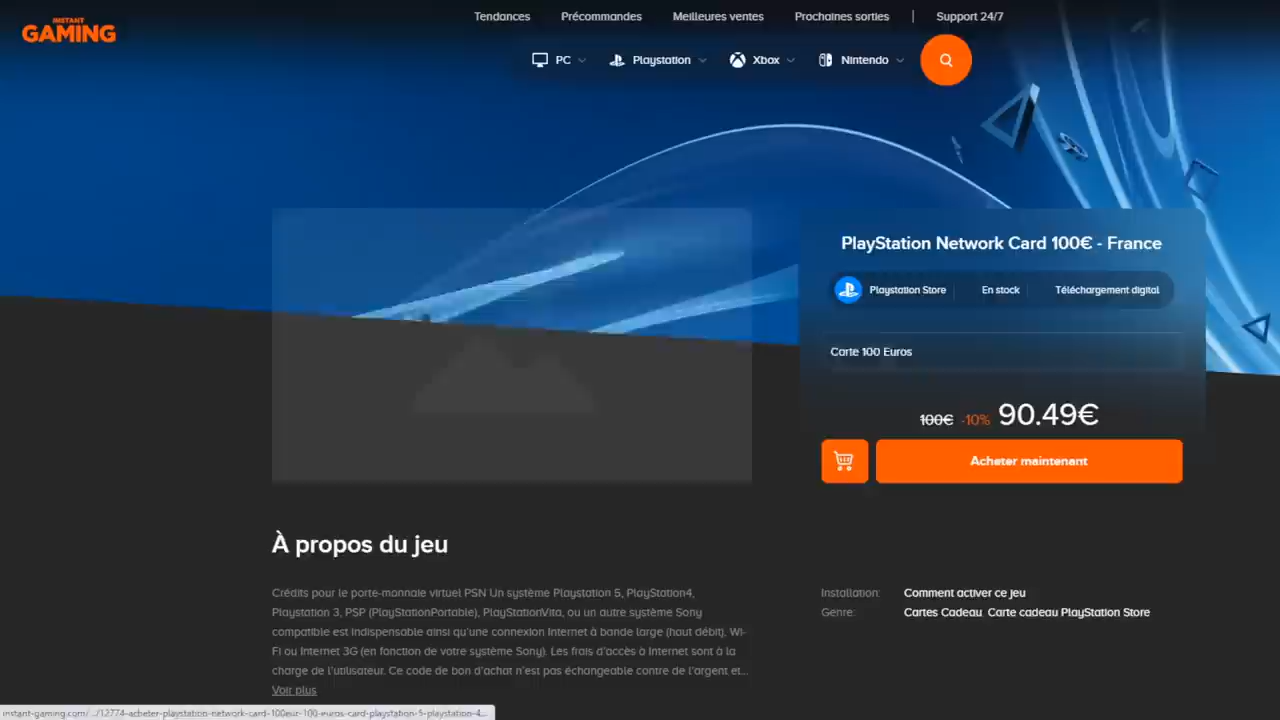 INSTANT
GAMING
Tendances Précommandes Meilleures ventes Prochaines sorties | Support 24/7
PC Playstation Xbox Nintendo
PlayStation Network Card 100€ - France
Playstation Store En stock Téléchargement digital
Carte 100 Euros
100€ -10% 90.49€
Acheter maintenant
À propos du jeu
Crédits pour le porte-monnaie virtuel PSN Un système Playstation 5, PlayStation4,
Playstation 3, PSP (PlayStationPortable), PlayStationVita, ou un autre système Sony
compatible est indispensable ainsi qu'une connexion Internet à bande large (haut débit), Wi-
Fi ou Internet 3G (en fonction de votre système Sony). Les frais d'accès à Internet sont à la
charge de l'utilisateur. Ce code de bon d'achat n'est pas échangeable contre de l'argent et...
Voir plus
Installation: Comment activer ce jeu
Genre: Cartes Cadeau, Carte cadeau PlayStation Store
instant-gaming.com/.../12774-acheter-playstation-network-card-100eur-100-euros-card-playstation-5-playstation-4...